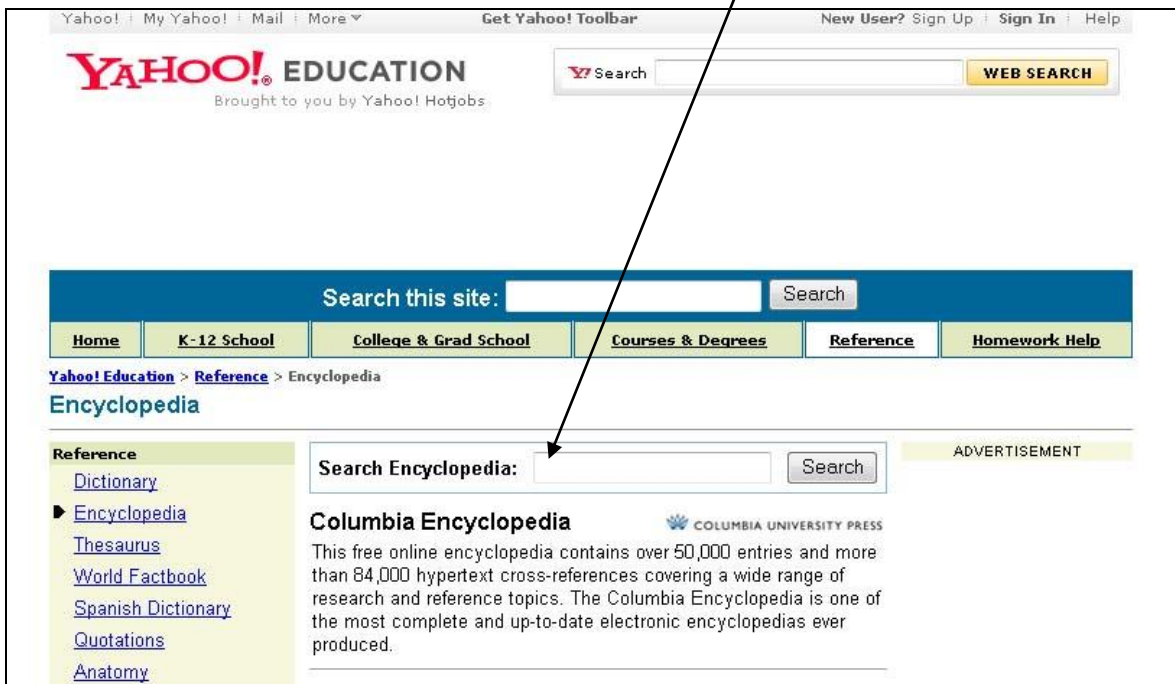 Yahoo! My Yahoo! Mail More Get Yahoo! Toolbar New User? Sign Up Sign In Help
YAHOO!® EDUCATION
Y! Search WEB SEARCH
Brought to you by Yahoo! Hotjobs
Search this site: Search
Home K-12 School College & Grad School Courses & Degrees Reference Homework Help
Yahoo! Education > Reference > Encyclopedia
Encyclopedia
Reference
Dictionary
Encyclopedia
Thesaurus
World Factbook
Spanish Dictionary
Quotations
Anatomy
Search Encyclopedia: Search
Columbia Encyclopedia COLUMBIA UNIVERSITY PRESS
This free online encyclopedia contains over 50,000 entries and more
than 84,000 hypertext cross-references covering a wide range of
research and reference topics. The Columbia Encyclopedia is one of
the most complete and up-to-date electronic encyclopedias ever
produced.
ADVERTISEMENT